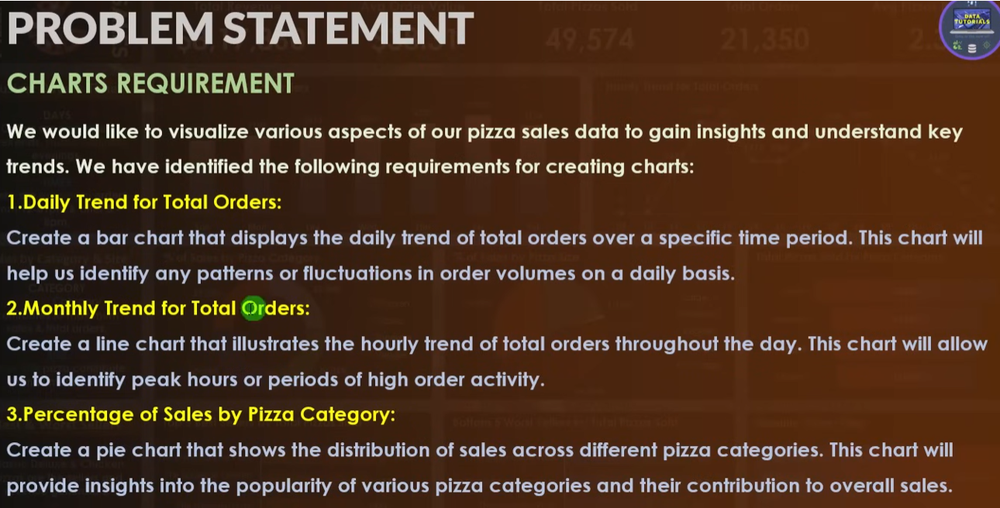 PROBLEM STATEMENT
DATA
TUTORIALS
49,574
21,350
CHARTS REQUIREMENT
We would like to visualize various aspects of our pizza sales data to gain insights and understand key
trends. We have identified the following requirements for creating charts:
1.Daily Trend for Total Orders:
Create a bar chart that displays the daily trend of total orders over a specific time period. This chart will
help us identify any patterns or fluctuations in order volumes on a daily basis.
2.Monthly Trend for Total Orders:
Create a line chart that illustrates the hourly trend of total orders throughout the day. This chart will allow
us to identify peak hours or periods of high order activity.
3.Percentage of Sales by Pizza Category:
Create a pie chart that shows the distribution of sales across different pizza categories. This chart will
provide insights into the popularity of various pizza categories and their contribution to overall sales.